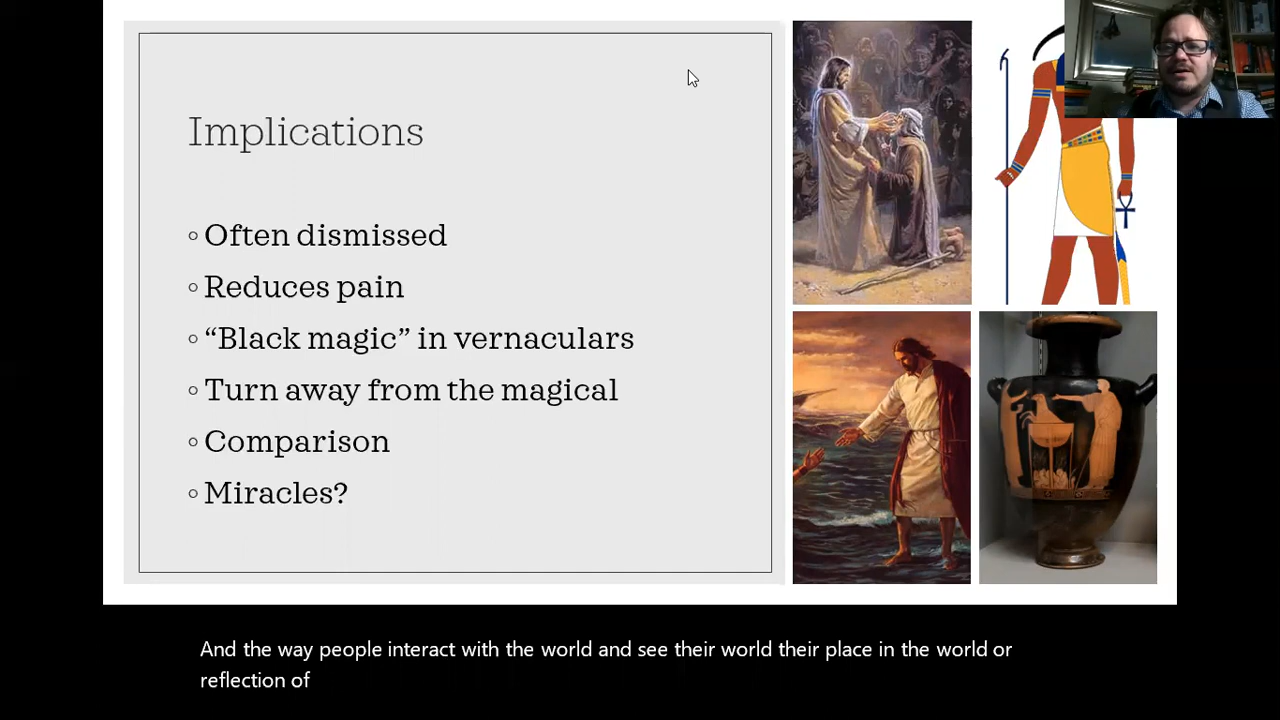 Implications
◦ Often dismissed
◦ Reduces pain
◦ “Black magic” in vernaculars
◦ Turn away from the magical
◦ Comparison
◦ Miracles?
And the way people interact with the world and see their world their place in the world or
reflection of